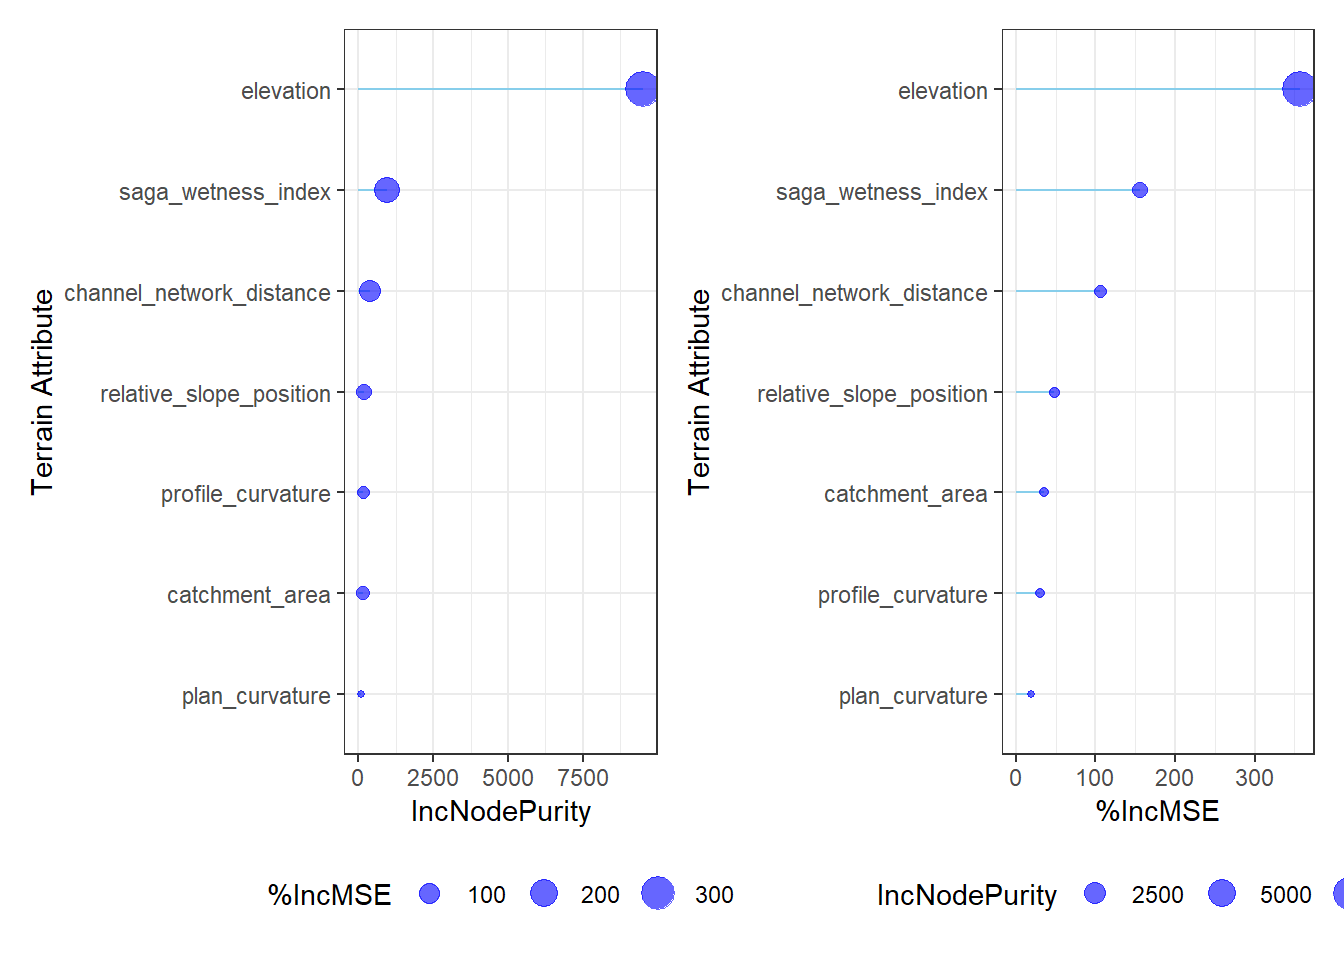 elevation
saga_wetness_index
channel_network_distance
relative_slope_position
profile_curvature
catchment_area
plan_curvature
Terrain Attribute
0 2500 5000 7500
IncNodePurity
%IncMSE 100 200 300
elevation
saga_wetness_index
channel_network_distance
relative_slope_position
catchment_area
profile_curvature
plan_curvature
Terrain Attribute
0 100 200 300
%IncMSE
IncNodePurity 2500 5000